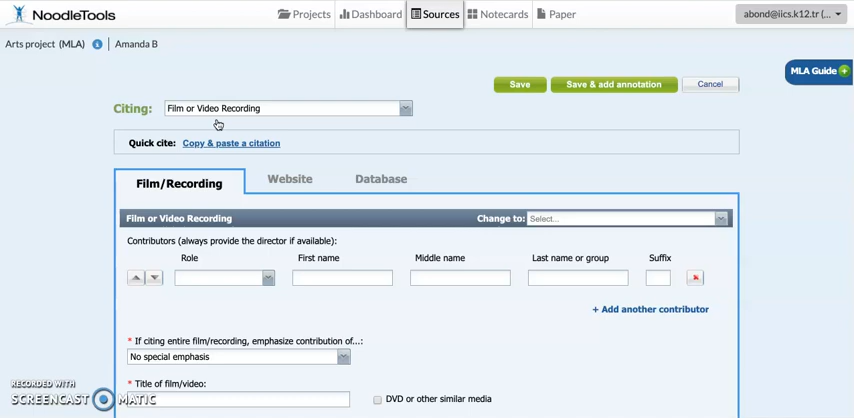 NoodleTools
Projects
Dashboard
Sources
Notecards
Paper
abond@iics.k12.tr (...
Arts project (MLA)
Amanda B
MLA Guide
Save
Save & add annotation
Cancel
Citing:
Film or Video Recording
Quick cite: Copy & paste a citation
Film/Recording
Website
Database
Film or Video Recording
Change to: Select...
Contributors (always provide the director if available):
Role
First name
Middle name
Last name or group
Suffix
+ Add another contributor
* If citing entire film/recording, emphasize contribution of...:
No special emphasis
* Title of film/video:
DVD or other similar media
RECORDED WITH
SCREENCAST MATIC